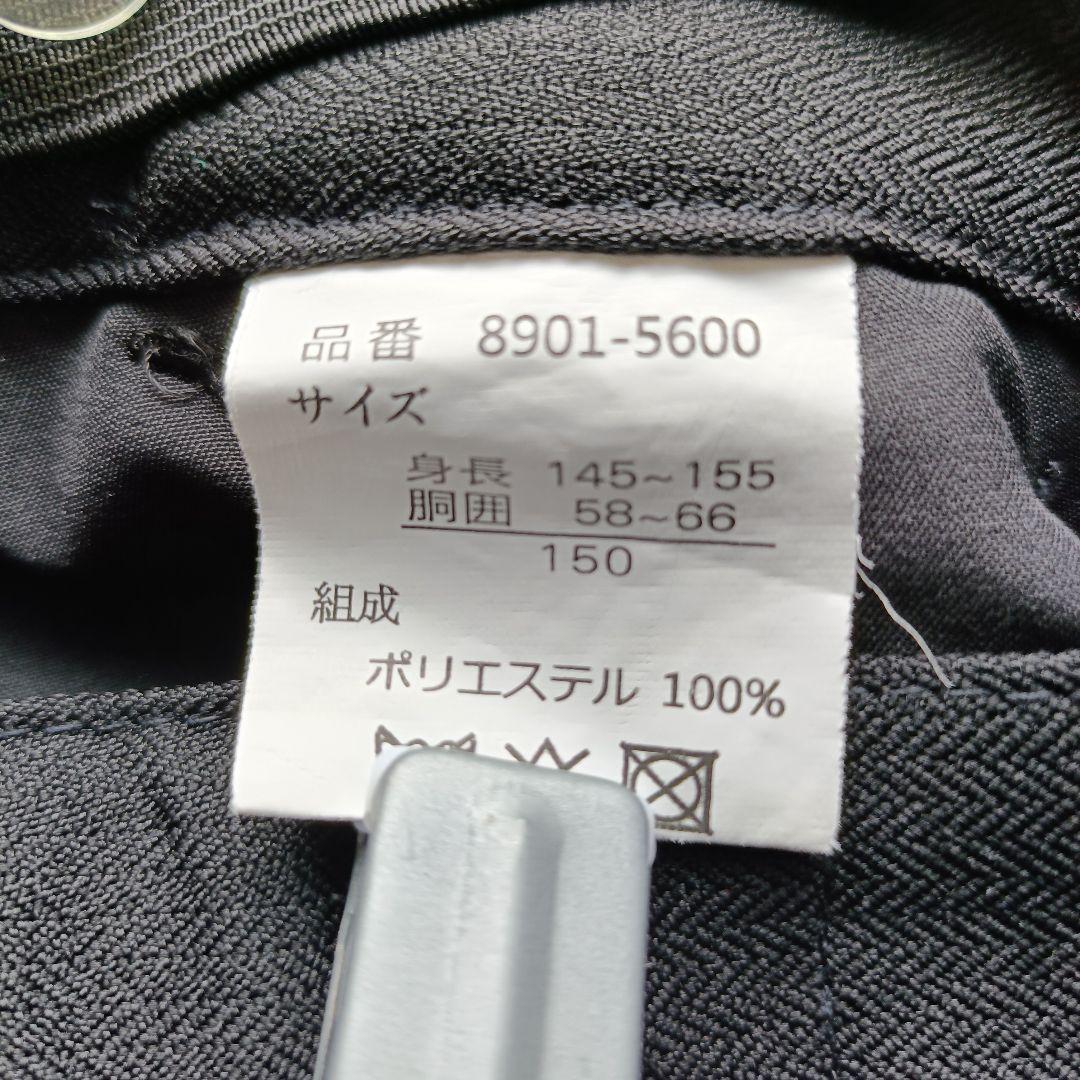 品番 8901-5600
サイズ
身長 145~155
胴囲 58~66
150
組成
ポリエステル 100%